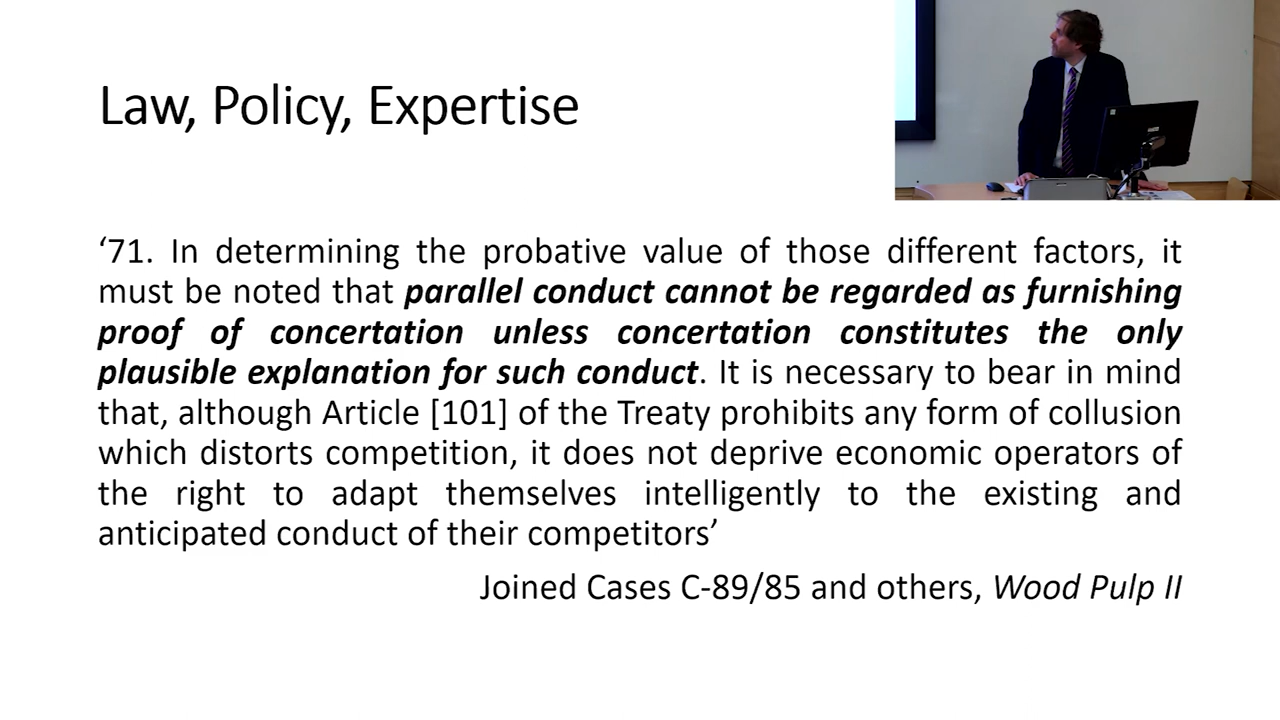 Law, Policy, Expertise
‘71. In determining the probative value of those different factors, it
must be noted that parallel conduct cannot be regarded as furnishing
proof of concertation unless concertation constitutes the only
plausible explanation for such conduct. It is necessary to bear in mind
that, although Article [101] of the Treaty prohibits any form of collusion
which distorts competition, it does not deprive economic operators of
the right to adapt themselves intelligently to the existing and
anticipated conduct of their competitors’
Joined Cases C-89/85 and others, Wood Pulp II